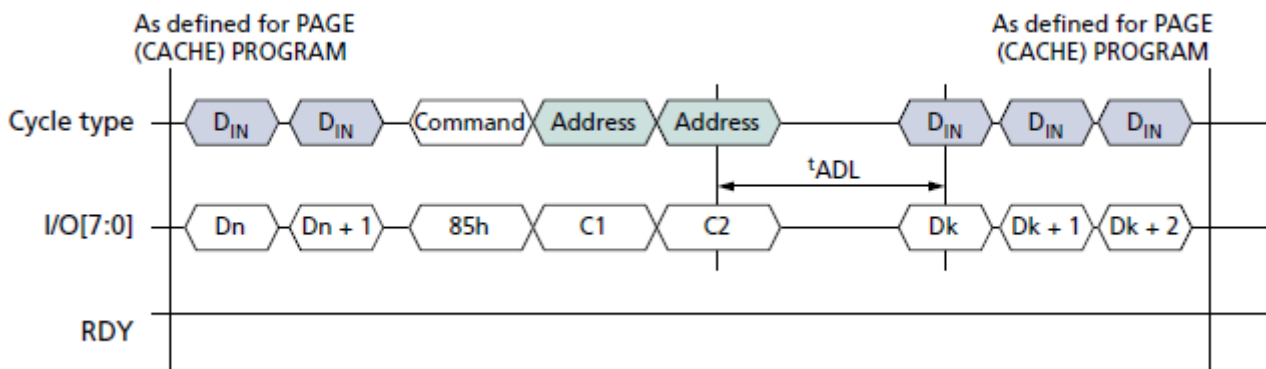 As defined for PAGE
(CACHE) PROGRAM
As defined for PAGE
(CACHE) PROGRAM
Cycle type DIN DIN Command Address Address DIN DIN DIN
tADL
I/O[7:0] Dn Dn + 1 85h C1 C2 Dk Dk + 1 Dk + 2
RDY